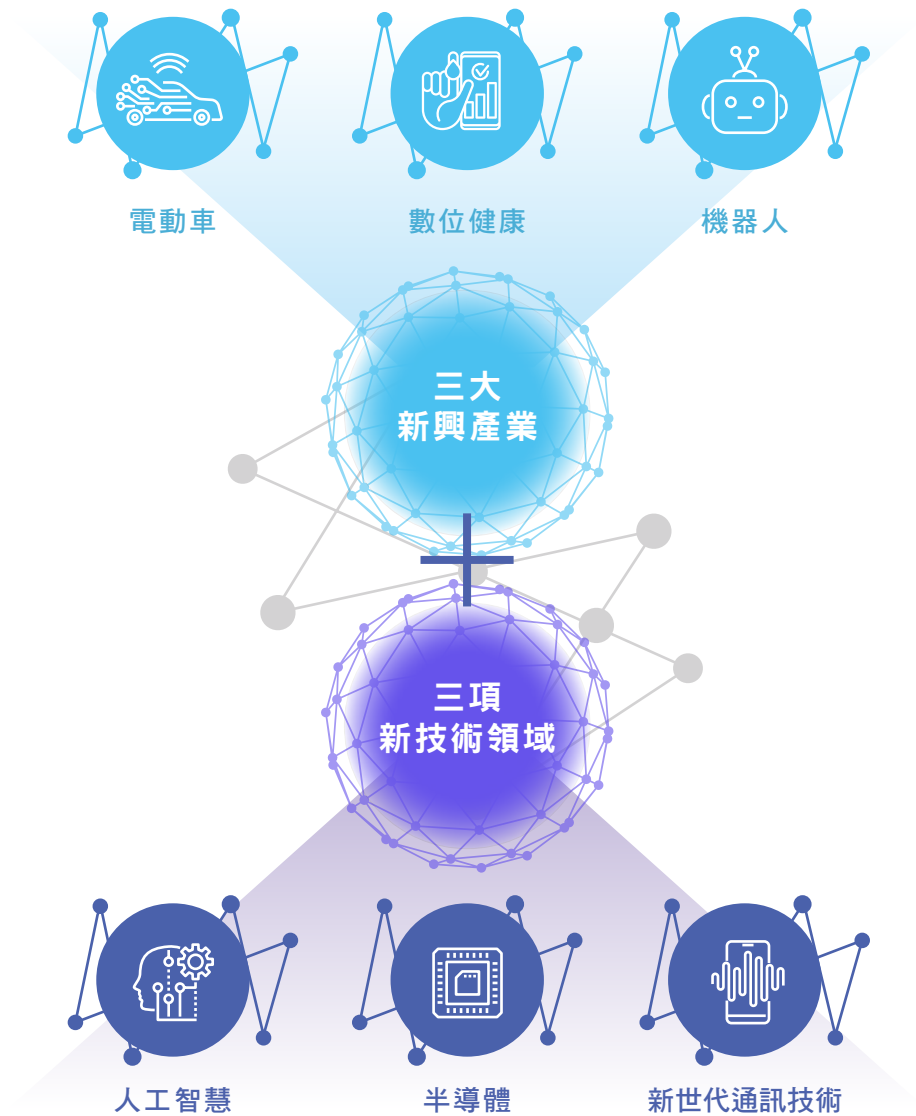 電動車
數位健康
機器人
三大
新興產業
三項
新技術領域
人工智慧
半導體
新世代通訊技術